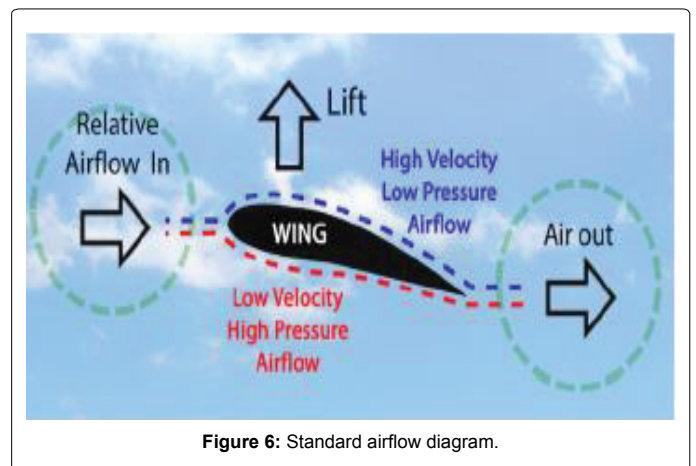 Relative
Airflow In
Lift
High Velocity
Low Pressure
Airflow
WING
Air out
Low Velocity
High Pressure
Airflow
Figure 6: Standard airflow diagram.